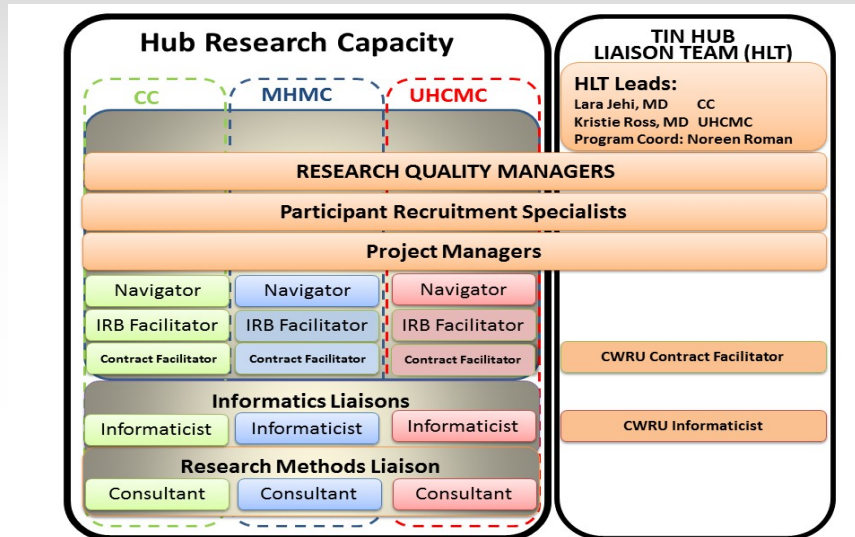 Hub Research Capacity
CC
MHMC
UHCMC
TIN HUB
LIAISON TEAM (HLT)
HLT Leads:
Lara Jehi, MD CC
Kristie Ross, MD UHCMC
Program Coord: Noreen Roman
RESEARCH QUALITY MANAGERS
Participant Recruitment Specialists
Project Managers
Navigator
Navigator
Navigator
IRB Facilitator
IRB Facilitator
IRB Facilitator
Contract Facilitator
Contract Facilitator
Contract Facilitator
CWRU Contract Facilitator
Informatics Liaisons
Informaticist
Informaticist
Informaticist
CWRU Informaticist
Research Methods Liaison
Consultant
Consultant
Consultant